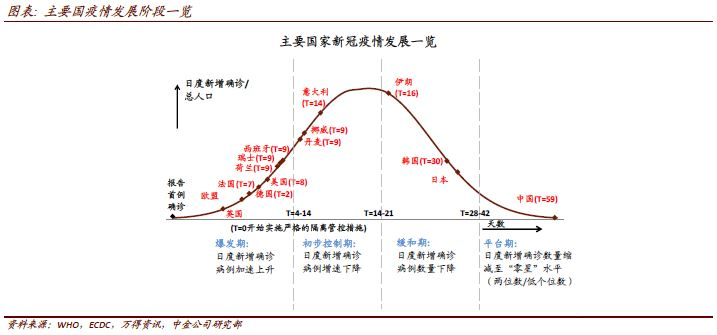 图表：主要国疫情发展阶段一览
主要国家新冠疫情发展一览
日度新增确诊/
总人口
意大利
(T=14)
伊朗
(T=16)
挪威(T=9)
丹麦(T=9)
西班牙(T=9)
瑞士(T=9)
荷兰(T=9)
韩国(T=30)
日本
法国(T=7)
美国(T=8)
德国(T=2)
欧盟
英国
中国(T=59)
报告
首例
确诊
T=4-14
T=14-21
T=28-42
天数
(T=0开始实施严格的隔离管控措施)
爆发期:
日度新增确诊
病例加速上升
初步控制期:
日度新增确诊
病例增速下降
缓和期:
日度新增确诊
病例数量下降
平台期:
日度新增确诊数量缩
减至“零星”水平
（两位数/低个位数）
资料来源：WHO，ECDC，万得资讯，中金公司研究部